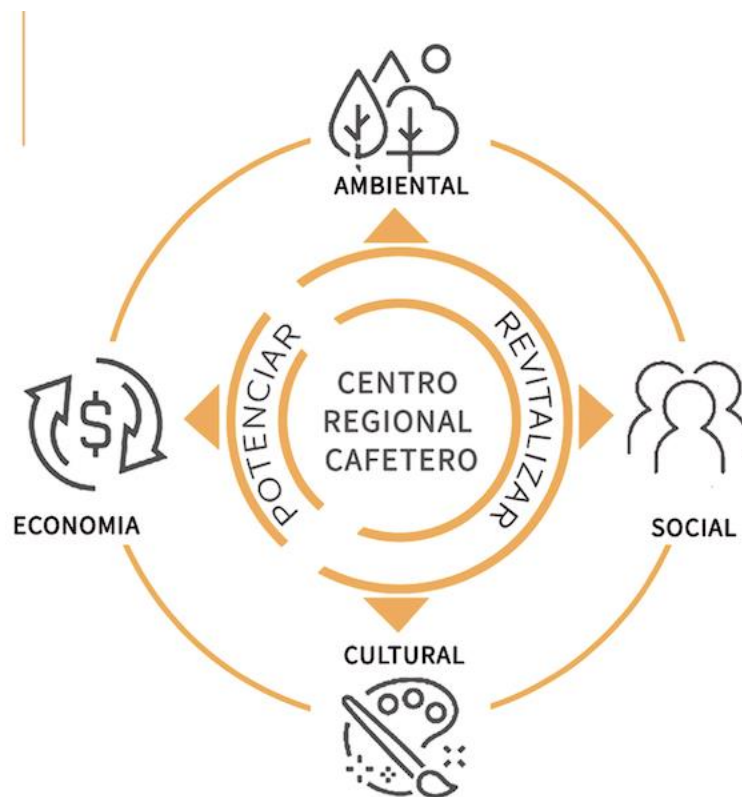 AMBIENTAL
POTENCIAR
REVITALIZAR
CENTRO
REGIONAL
CAFETERO
$
ECONOMIA
SOCIAL
CULTURAL